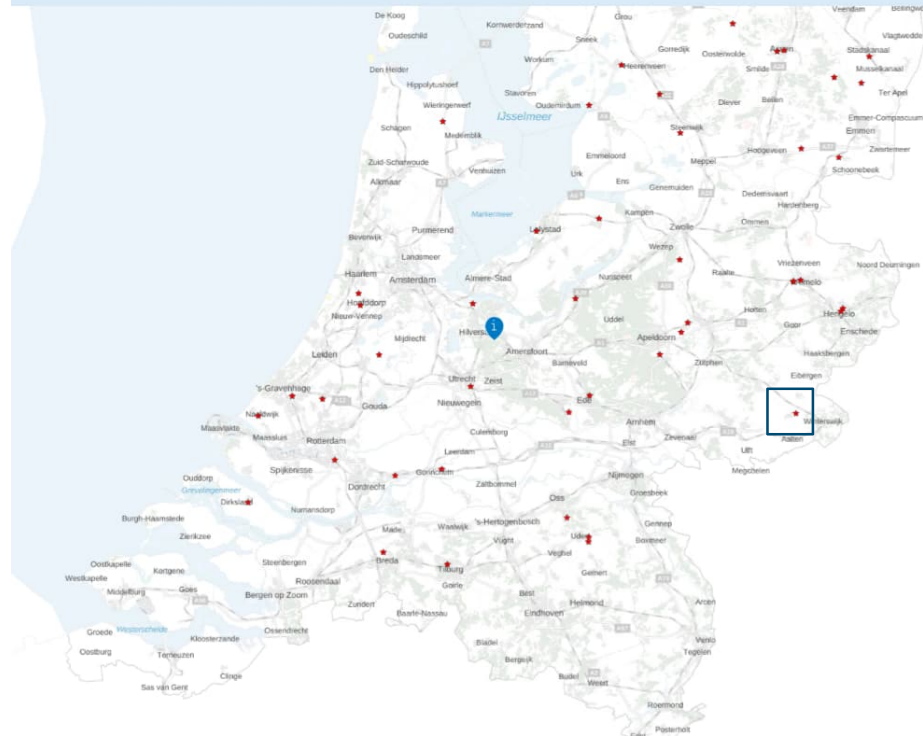 De Koog
Oudeschild
Kornwerderzand
Grou
Veendam
Sneek
A7
Gorredijk
Oosterwolde
Assen
Vlagtwedde
Stadskanaal
Workum
Heerenveen
Smilde
A28
Musselkanaal
Den Helder
Hippolytushoef
Stavoren
Ter Apel
Wieringerwerf
Oudemirdum
Diever
Beilen
IJsselmeer
A6
Emmer-Compascuum
Schagen
Medemblik
Steenwijk
Emmen
Hoogeveen
Zwartemeer
Zuid-Scharwoude
Emmeloord
Meppel
Schoonebeek
Venhuizen
Urk
Ens
Alkmaar
A7
Genemuiden
Dedemsvaart
Hardenberg
Markermeer
Kampen
Ommen
Beverwijk
Purmerend
Lelystad
Zwolle
Landsmeer
Wezep
Vriezenveen
Noord Deurningen
Haarlem
Amsterdam
Almere-Stad
Nunspeet
Raalte
Almelo
Hoofddorp
Nieuw-Vennep
Uddel
Holten
Hengelo
Goor
Enschede
Mijdrecht
Apeldoorn
Leiden
Amersfoort
Haaksbergen
Barneveld
Zutphen
Eibergen
Utrecht
Zeist
's-Gravenhage
Nieuwegein
Ede
Gouda
Naaldwijk
Arnhem
Winterswijk
Maasvlakte
Maassluis
Rotterdam
Culemborg
Elst
Zevenaar
Aalten
Ulft
Leerdam
Spijkenisse
Gorinchem
Megchelen
Ouddorp
Nijmegen
Dordrecht
Zaltbommel
Grevelingenmeer
Groesbeek
Dirksland
Oss
Numansdorp
Burgh-Haamstede
Waalwijk
's-Hertogenbosch
Gennep
Made
Zierikzee
Vught
Uden
Boxmeer
Veghel
Oostkapelle
Steenbergen
Breda
Tilburg
Kortgene
Gemert
Westkapelle
Roosendaal
Goirle
Middelburg
Goes
Bergen op Zoom
Best
Zundert
Helmond
Arcen
Baarle-Nassau
Eindhoven
Groede
Westerschelde
Ossendrecht
Kloosterzande
Bladel
Venlo
Oostburg
Terneuzen
Tegelen
Bergeijk
Clinge
Budel
Weert
Sas van Gent
Roermond
Posterholt